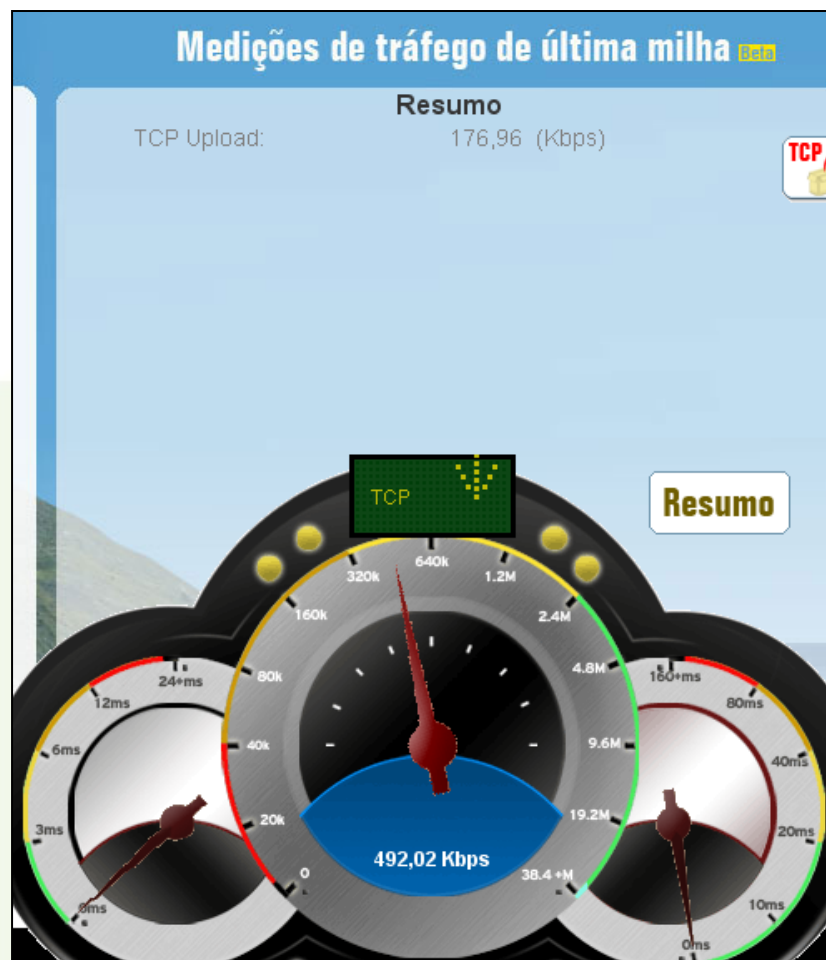 Medições de tráfego de última milha Beta
Resumo
TCP Upload: 176,96 (Kbps)
TCP
TCP
Resumo
640k
320k
1.2M
160k
2.4M
80k
4.8M
40k
9.6M
20k
19.2M
0
38.4 +M
492,02 Kbps
24+ms
12ms
6ms
3ms
0ms
160+ms
80ms
40ms
20ms
10ms
0ms